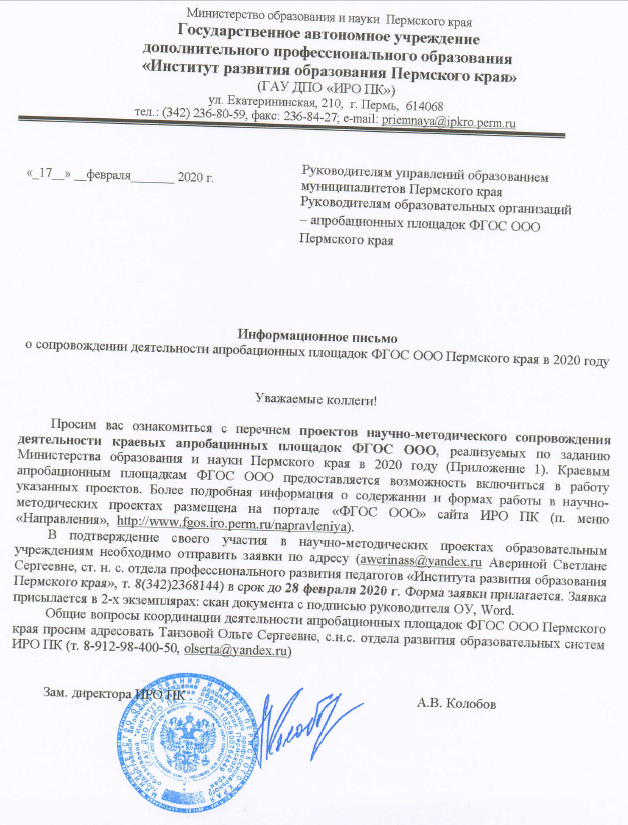 Министерство образования и науки Пермского края
Государственное автономное учреждение
дополнительного профессионального образования
«Институт развития образования Пермского края»
(ГАУ ДПО «ИРО ПК»)
ул. Екатерининская, 210, г. Пермь, 614068
тел.: (342) 236-80-59, факс: 236-84-27; e-mail: priemnaya@ipkro.perm.ru
«_17__» __февраля_______ 2020 г.
Руководителям управлений образованием
муниципалитетов Пермского края
Руководителям образовательных организаций
– апробационных площадок ФГОС ООО
Пермского края
Информационное письмо
о сопровождении деятельности апробационных площадок ФГОС ООО Пермского края в 2020 году
Уважаемые коллеги!
Просим вас ознакомиться с перечнем проектов научно-методического сопровождения
деятельности краевых апробацинных площадок ФГОС ООО, реализуемых по заданию
Министерства образования и науки Пермского края в 2020 году (Приложение 1). Краевым
апробационным площадкам ФГОС ООО предоставляется возможность включиться в работу
указанных проектов. Более подробная информация о содержании и формах работы в научно-
методических проектах размещена на портале «ФГОС ООО» сайта ИРО ПК (п. меню
«Направления», http://www.fgos.iro.perm.ru/napravleniya).
В подтверждение своего участия в научно-методических проектах образовательным
учреждениям необходимо отправить заявки по адресу (awerinass@yandex.ru Авериной Светлане
Сергеевне, ст. н. с. отдела профессионального развития педагогов «Института развития образования
Пермского края», т. 8(342)2368144) в срок до 28 февраля 2020 г. Форма заявки прилагается. Заявка
присылается в 2-х экземплярах: скан документа с подписью руководителя ОУ, Word.
Общие вопросы координации деятельности апробационных площадок ФГОС ООО Пермского
края просим адресовать Танзовой Ольге Сергеевне, с.н.с. отдела развития образовательных систем
ИРО ПК (т. 8-912-98-400-50, olserta@yandex.ru)
Зам. директора ИРО ПК
А.В. Колобов